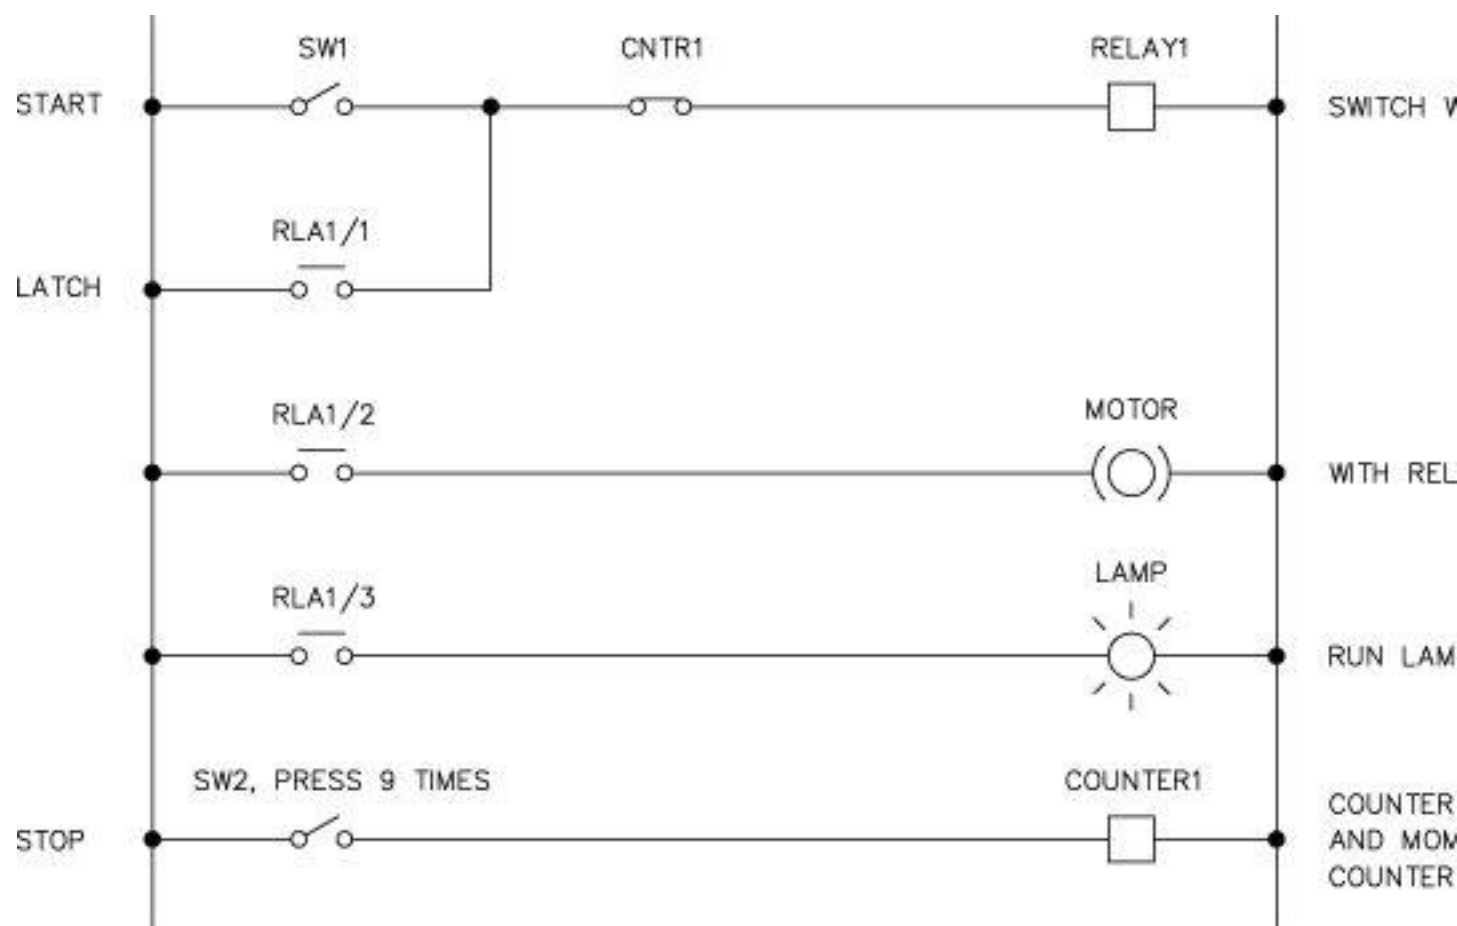 SW1 CNTR1 RELAY1
START SWITCH
RLA1/1
LATCH
RLA1/2 MOTOR
WITH
LAMP
RLA1/3
RUN
SW2, PRESS 9 TIMES COUNTER1
COUNTER
STOP AND
COUNTER